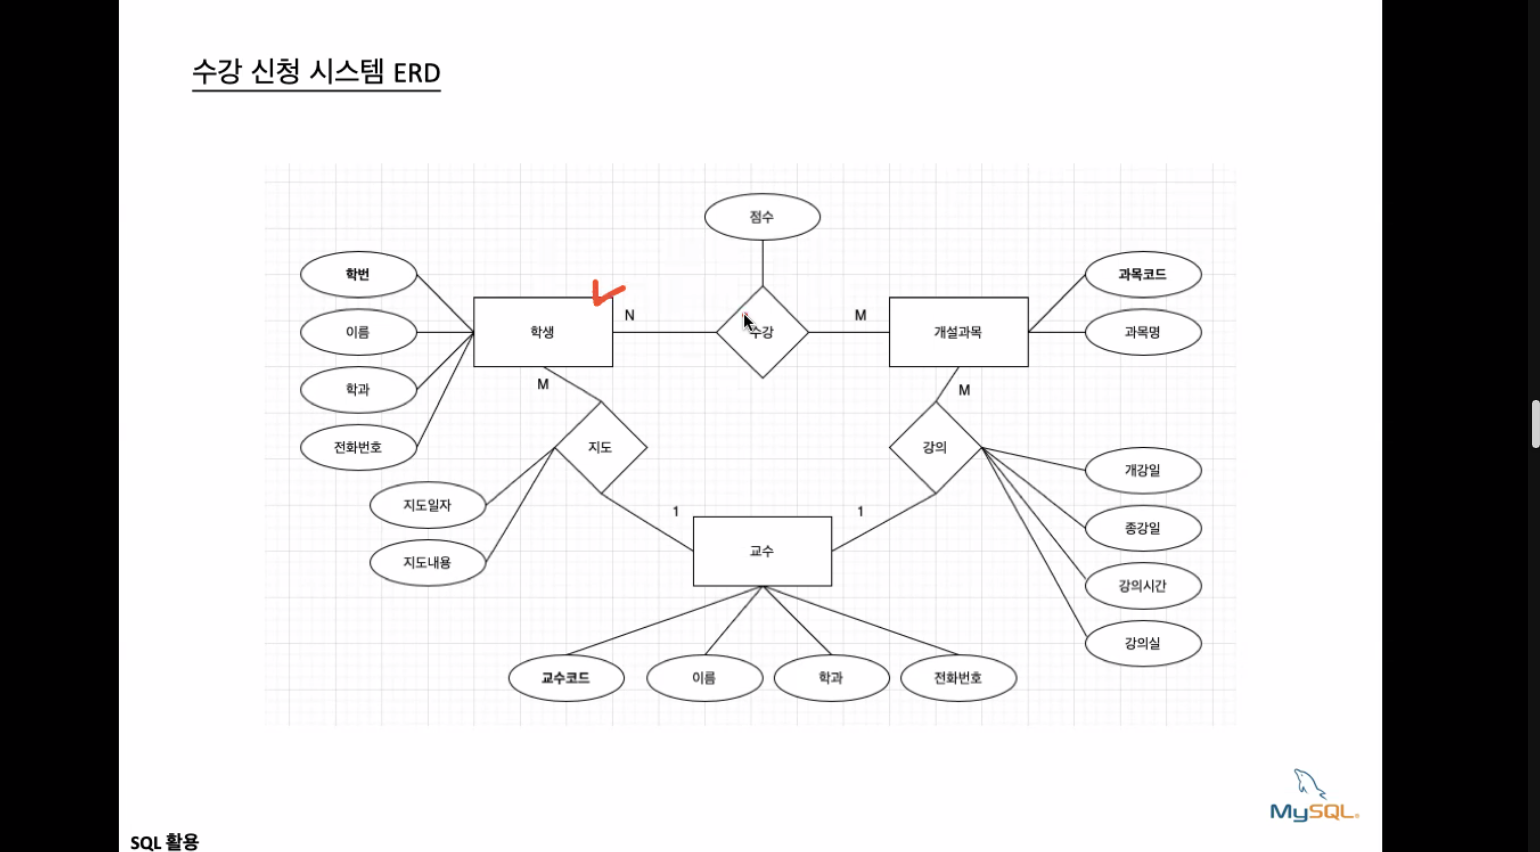 수강 신청 시스템 ERD
점수
학번
과목코드
N
M
이름
학생
수강
개설과목
과목명
학과
M
M
전화번호
지도
강의
개강일
지도일자
1
1
종강일
교수
지도내용
강의시간
강의실
교수코드
이름
학과
전화번호
MySQL
SQL 활용